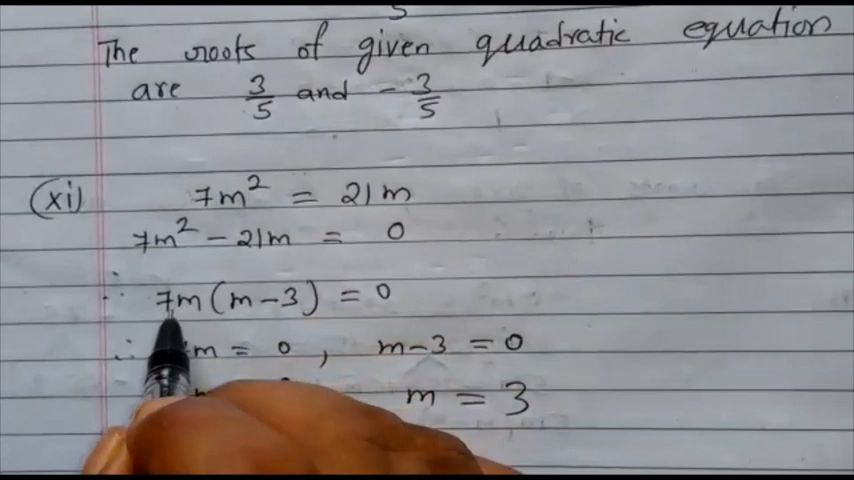 5
The roots of given quadratic equation
are 3/5 and - 3/5
(xi) 7m² = 21m
7m² - 21m = 0
∴ 7m(m-3) = 0
∴ m = 0 , m-3 = 0
m = 3